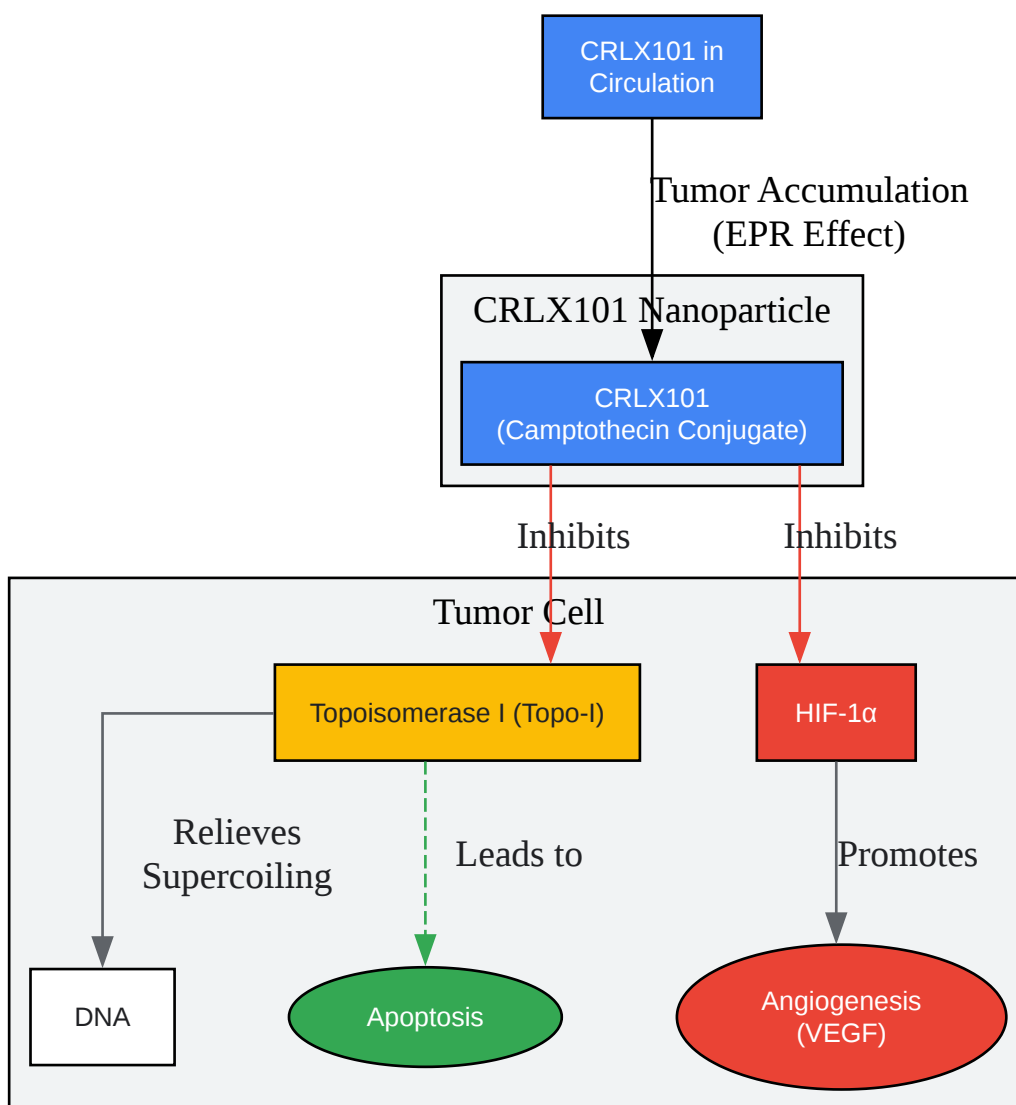 CRLX101 in
Circulation
Tumor Accumulation
(EPR Effect)
CRLX101 Nanoparticle
CRLX101
(Camptothecin Conjugate)
Inhibits
Inhibits
Tumor Cell
Topoisomerase I (Topo-I)
HIF-1α
Relieves
Supercoiling
Leads to
Promotes
DNA
Apoptosis
Angiogenesis
(VEGF)